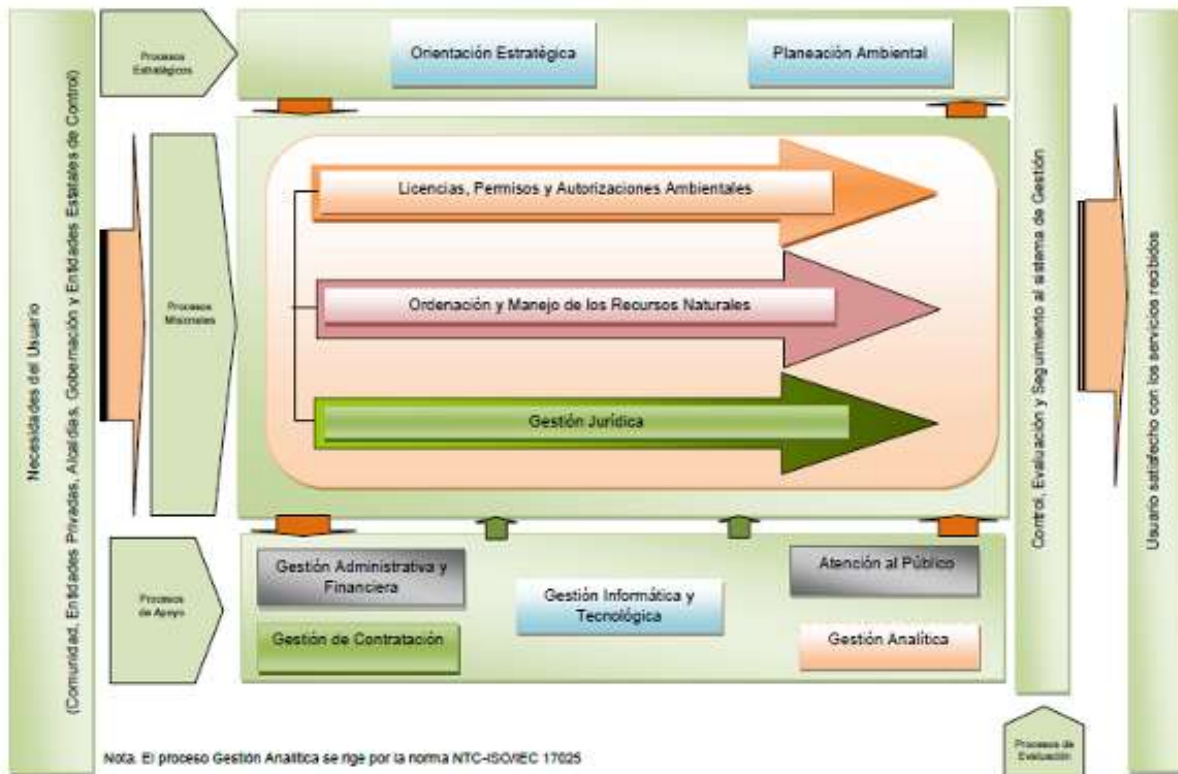 Necesidades del Usuario
(Comunidad, Entidades Privadas, Alcaldías, Gobernación y Entidades Estatales de Control)
Procesos
Estratégicos
Orientación Estratégica
Planeación Ambiental
Procesos
Misionales
Licencias, Permisos y Autorizaciones Ambientales
Ordenación y Manejo de los Recursos Naturales
Gestión Jurídica
Procesos
de Apoyo
Gestión Administrativa y
Financiera
Gestión de Contratación
Gestión Informática y
Tecnológica
Atención al Público
Gestión Analítica
Control, Evaluación y Seguimiento al sistema de Gestión
Procesos de
Evaluación
Usuario satisfecho con los servicios recibidos
Nota. El proceso Gestión Analítica se rige por la norma NTC-ISO/IEC 17025